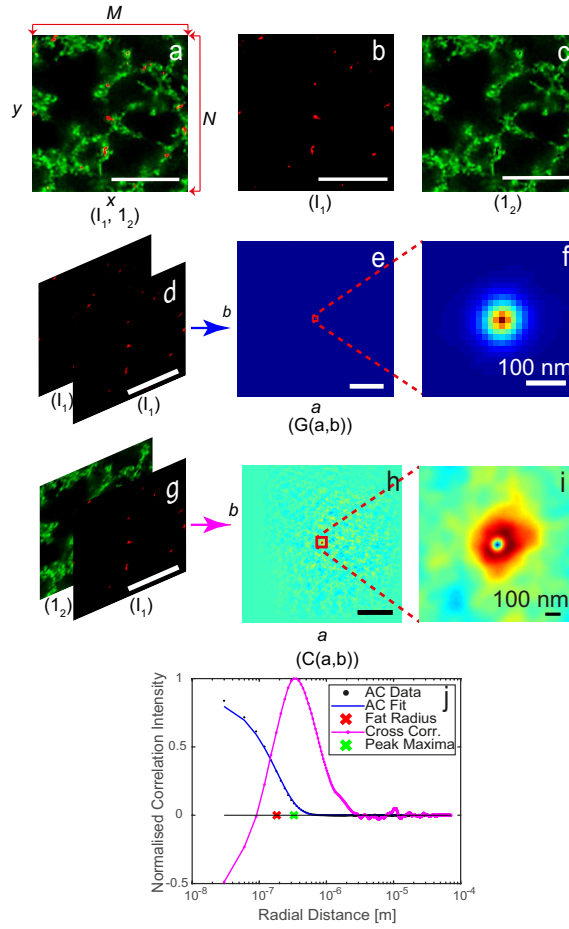 M
a
b
c
y
N
x
(I1, 12)
(I1)
(12)
d
b
e
f
(I1)
(I1)
100 nm
a
(G(a,b))
g
b
h
i
(12)
(I1)
100 nm
a
(C(a,b))
j
Normalised Correlation Intensity
1
0.5
0
-0.5
AC Data
AC Fit
Fat Radius
Cross Corr.
Peak Maxima
10-8
10-7
10-6
10-5
10-4
Radial Distance [m]